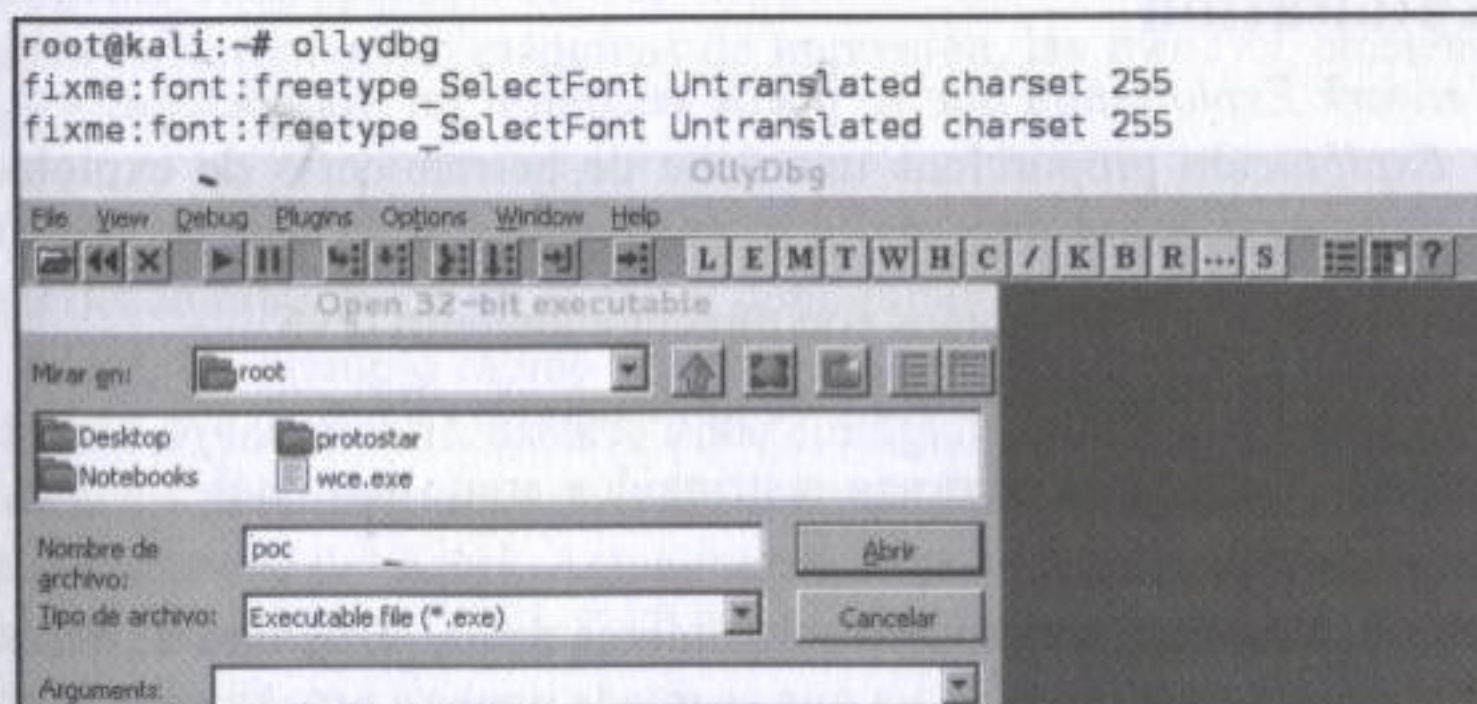 root@kali:~# ollydbg
fixme:font:freetype_SelectFont Untranslated charset 255
fixme:font:freetype_SelectFont Untranslated charset 255
OllyDbg
File View Debug Plugins Options Window Help
L E M T W H C / K B R ... S ?
Open 32-bit executable
Mirar en: root
Desktop protostar
Notebooks wce.exe
Nombre de archivo: poc Abrir
Tipo de archivo: Executable file (*.exe) Cancelar
Arguments: